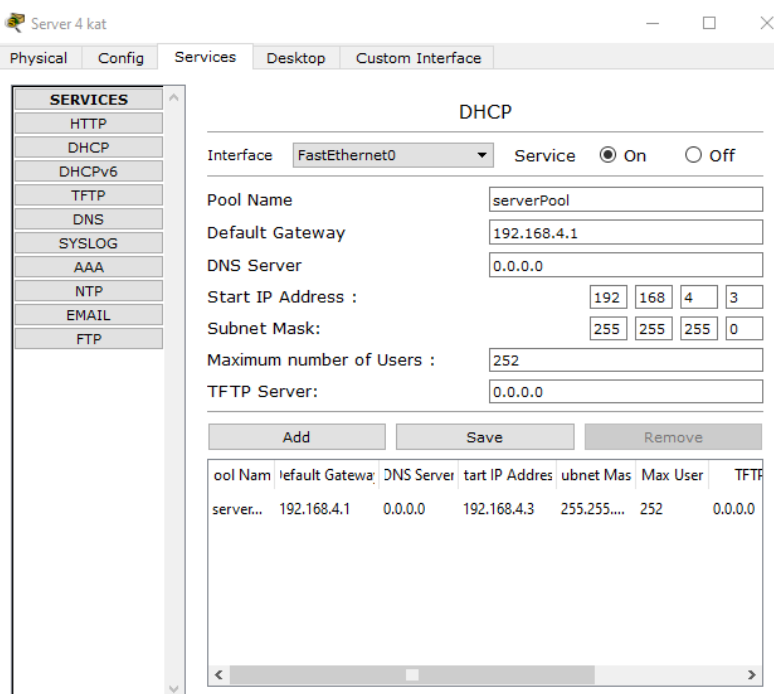 Server 4 kat
Physical Config Services Desktop Custom Interface
SERVICES
HTTP
DHCP
DHCPv6
TFTP
DNS
SYSLOG
AAA
NTP
EMAIL
FTP
DHCP
Interface FastEthernet0 Service On Off
Pool Name serverPool
Default Gateway 192.168.4.1
DNS Server 0.0.0.0
Start IP Address : 192 168 4 3
Subnet Mask: 255 255 255 0
Maximum number of Users : 252
TFTP Server: 0.0.0.0
Add Save Remove
ool Nam efault Gateway DNS Server tart IP Addres ubnet Mas Max User TFTP
server... 192.168.4.1 0.0.0.0 192.168.4.3 255.255.... 252 0.0.0.0